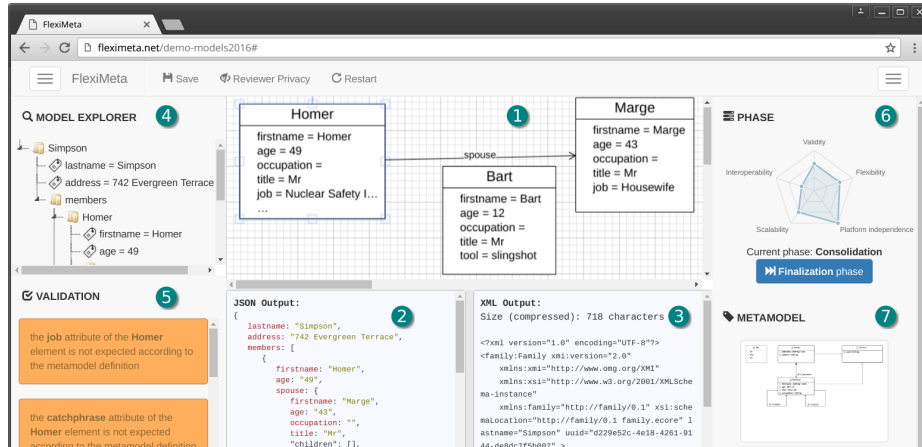 FlexiMeta
fleximeta.net/demo-models2016#
FlexiMeta
Save
Reviewer Privacy
Restart
MODEL EXPLORER
4
Simpson
lastname = Simpson
address = 742 Evergreen Terrace
members
Homer
firstname = Homer
age = 49
1
Homer
firstname = Homer
age = 49
occupation =
title = Mr
job = Nuclear Safety I...
...
spouse
Marge
firstname = Marge
age = 43
occupation =
title = Mr
job = Housewife
Bart
firstname = Bart
age = 12
occupation =
title = Mr
tool = slingshot
PHASE
6
Validity
Interoperability
Flexibility
Scalability
Platform independence
Current phase: Consolidation
Finalization phase
VALIDATION
5
the job attribute of the Homer
element is not expected according to
the metamodel definition
the catchphrase attribute of the
Homer element is not expected
according to the metamodel definition
JSON Output:
2
{
lastname: "Simpson",
address: "742 Evergreen Terrace",
members: [
{
firstname: "Homer",
age: "49",
spouse: {
firstname: "Marge",
age: "43",
occupation: "",
title: "Mr",
"children": [],
XML Output:
3
Size (compressed): 718 characters
<?xml version="1.0" encoding="UTF-8"?>
<family:Family xmi:version="2.0"
xmlns:xmi="http://www.omg.org/XMI"
xmlns:xsi="http://www.w3.org/2001/XMLSche
ma-instance"
xmlns:family="http://family/0.1" xsi:sche
maLocation="http://family/0.1 family.ecore" l
astname="Simpson" uuid="d229e52c-4e18-4261-91
44-de8dc7f5b007" >
METAMODEL
7